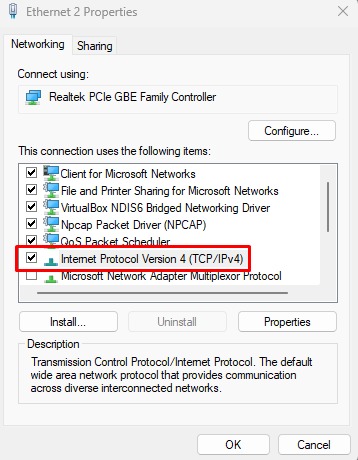 Ethernet 2 Properties
Networking
Sharing
Connect using:
Realtek PCIe GBE Family Controller
Configure...
This connection uses the following items:
Client for Microsoft Networks
File and Printer Sharing for Microsoft Networks
VirtualBox NDIS6 Bridged Networking Driver
Npcap Packet Driver (NPCAP)
QoS Packet Scheduler
Internet Protocol Version 4 (TCP/IPv4)
Microsoft Network Adapter Multiplexor Protocol
Install...
Uninstall
Properties
Description
Transmission Control Protocol/Internet Protocol. The default
wide area network protocol that provides communication
across diverse interconnected networks.
OK
Cancel